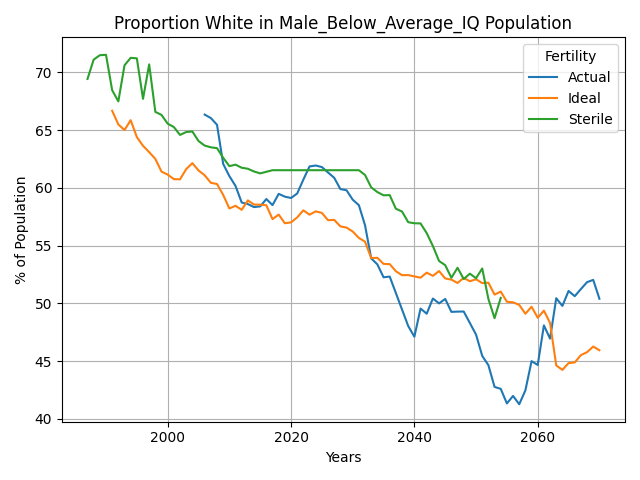 Proportion White in Male_Below_Average_IQ Population
Fertility
Actual
Ideal
Sterile
% of Population
70
65
60
55
50
45
40
2000
2020
2040
2060
Years